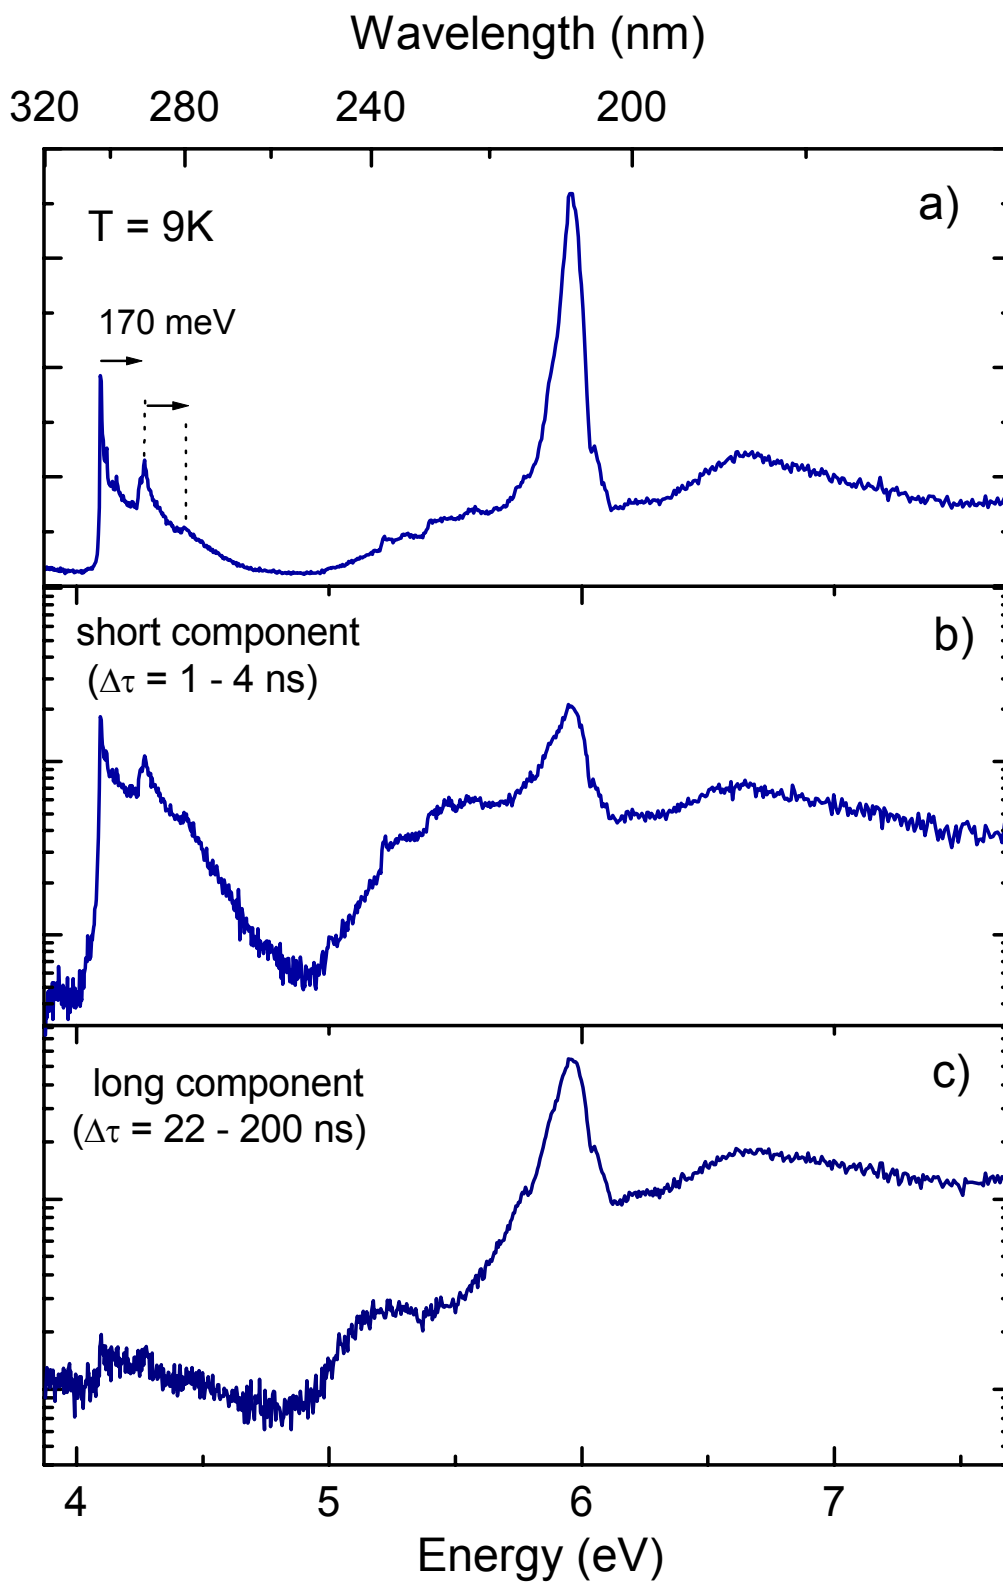 Wavelength (nm)
320 280 240 200
T = 9K
a)
170 meV
short component
(Δτ = 1 - 4 ns)
b)
long component
(Δτ = 22 - 200 ns)
c)
4 5 6 7
Energy (eV)